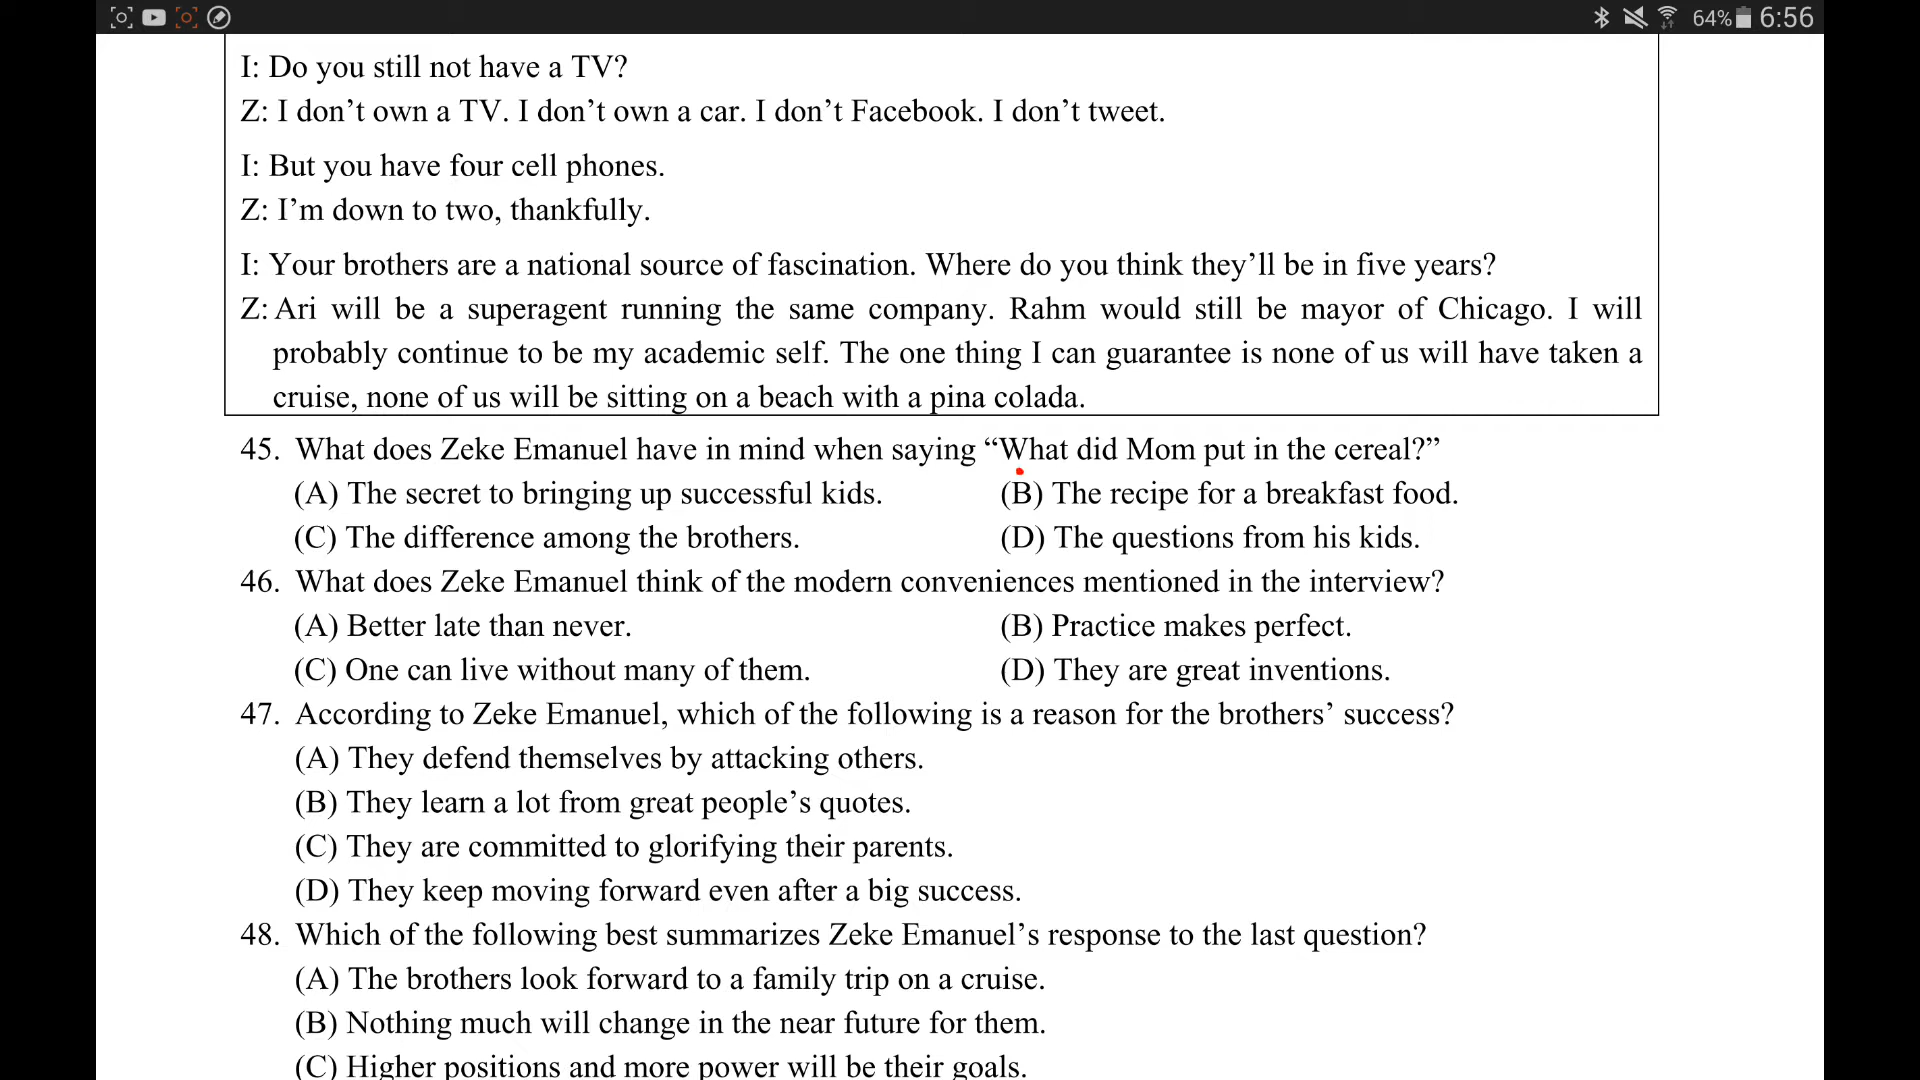 64% 6:56
I: Do you still not have a TV?
Z: I don’t own a TV. I don’t own a car. I don’t Facebook. I don’t tweet.
I: But you have four cell phones.
Z: I’m down to two, thankfully.
I: Your brothers are a national source of fascination. Where do you think they’ll be in five years?
Z: Ari will be a superagent running the same company. Rahm would still be mayor of Chicago. I will
probably continue to be my academic self. The one thing I can guarantee is none of us will have taken a
cruise, none of us will be sitting on a beach with a pina colada.
45. What does Zeke Emanuel have in mind when saying “What did Mom put in the cereal?”
(A) The secret to bringing up successful kids. (B) The recipe for a breakfast food.
(C) The difference among the brothers. (D) The questions from his kids.
46. What does Zeke Emanuel think of the modern conveniences mentioned in the interview?
(A) Better late than never. (B) Practice makes perfect.
(C) One can live without many of them. (D) They are great inventions.
47. According to Zeke Emanuel, which of the following is a reason for the brothers’ success?
(A) They defend themselves by attacking others.
(B) They learn a lot from great people’s quotes.
(C) They are committed to glorifying their parents.
(D) They keep moving forward even after a big success.
48. Which of the following best summarizes Zeke Emanuel’s response to the last question?
(A) The brothers look forward to a family trip on a cruise.
(B) Nothing much will change in the near future for them.
(C) Higher positions and more power will be their goals.